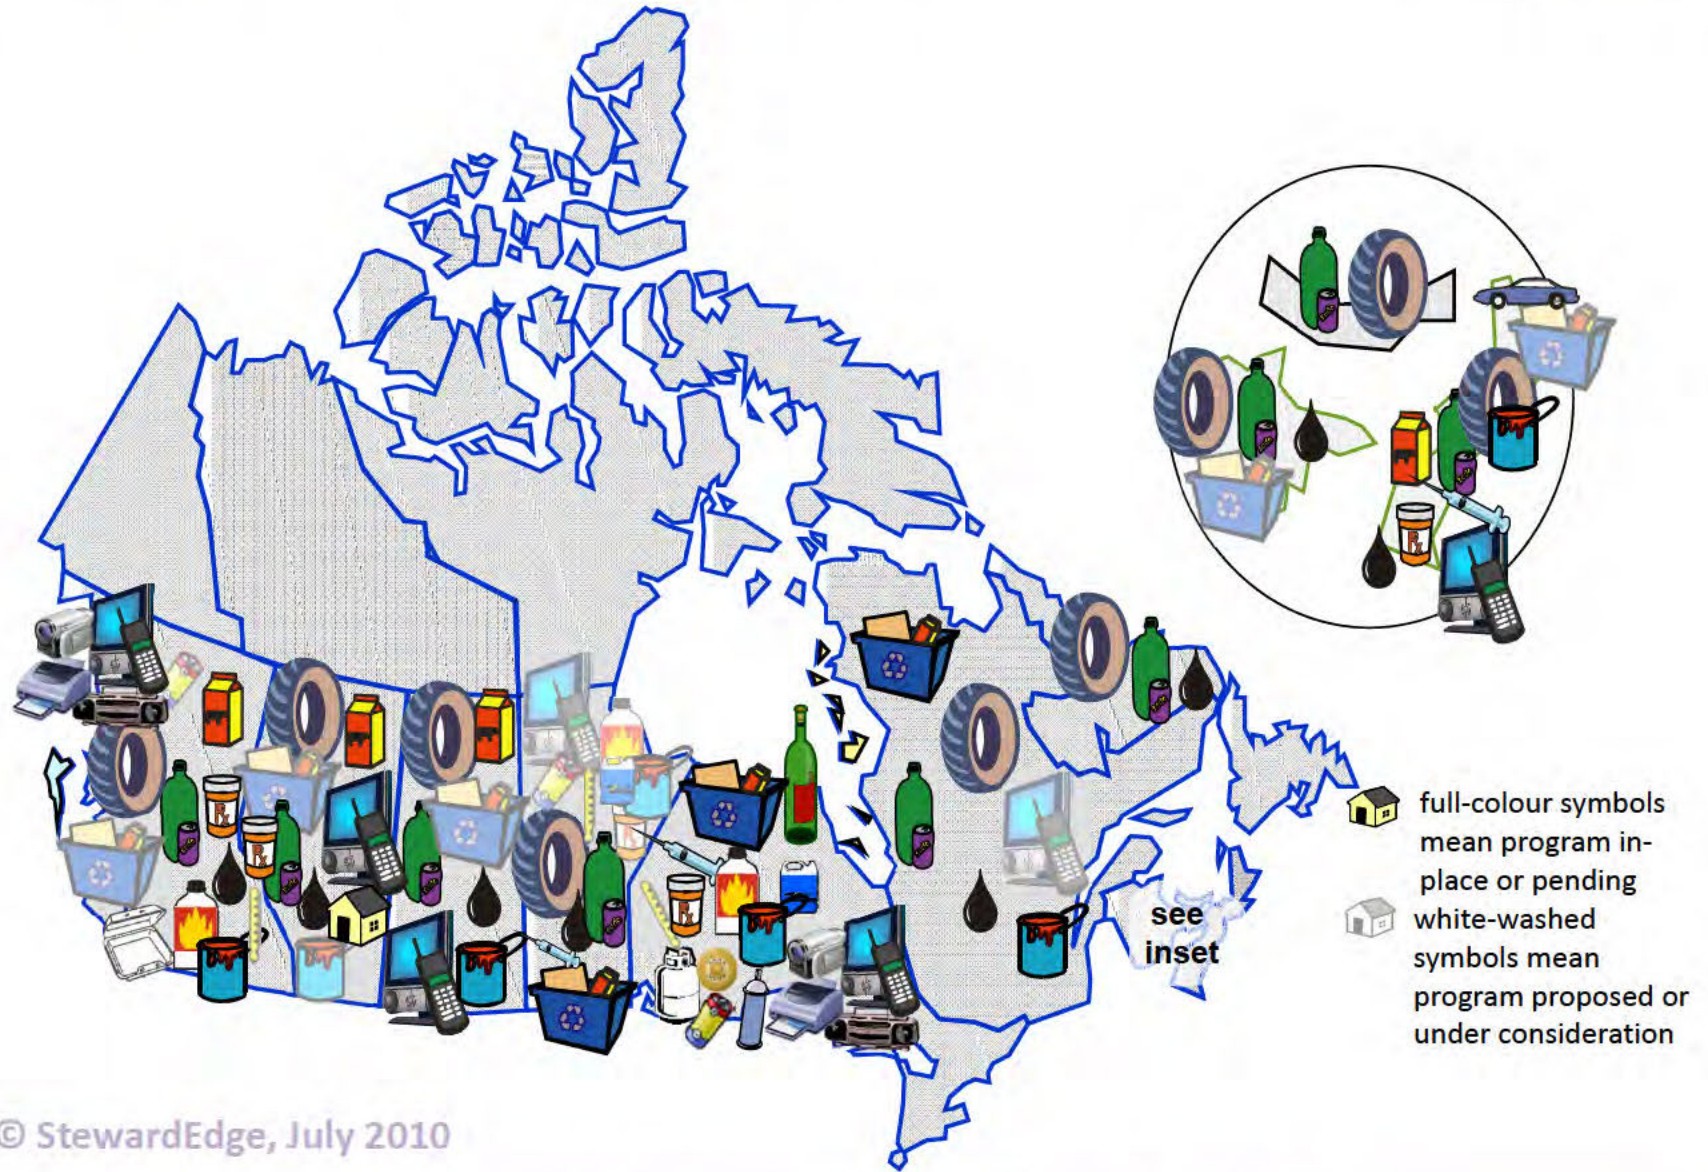 full-colour symbols
mean program in-
place or pending
white-washed
symbols mean
program proposed or
under consideration
see
inset
© StewardEdge, July 2010